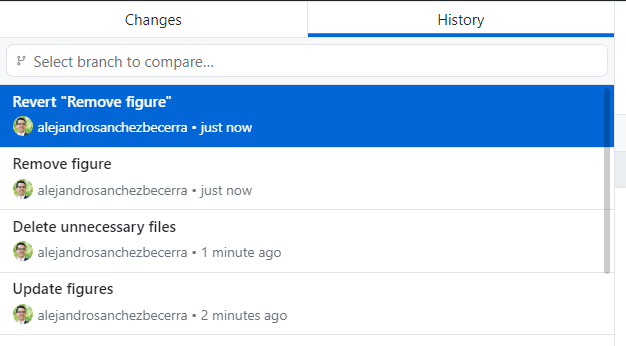 Changes History
Select branch to compare...
Revert "Remove figure"
alejandrosanchezbecerra • just now
Remove figure
alejandrosanchezbecerra • just now
Delete unnecessary files
alejandrosanchezbecerra • 1 minute ago
Update figures
alejandrosanchezbecerra • 2 minutes ago